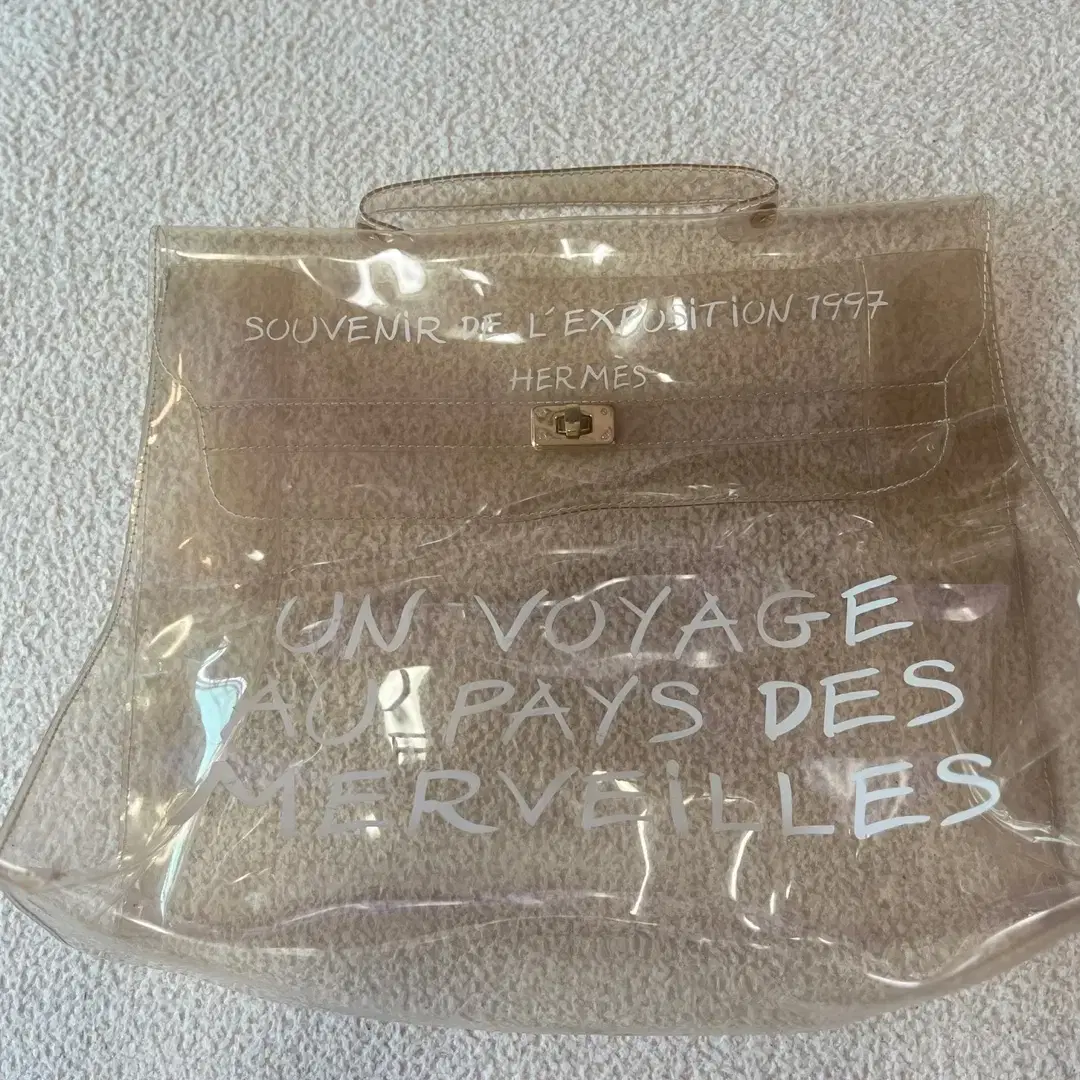 SOUVENIR DE L'EXPOSITION 1997
HERMÈS
UN VOYAGE
AU PAYS DES
MERVEILLES